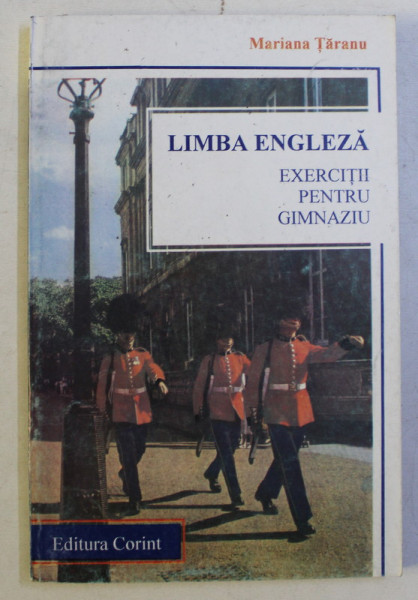 Mariana Țăranu
LIMBA ENGLEZĂ
EXERCIȚII
PENTRU
GIMNAZIU
Editura Corint